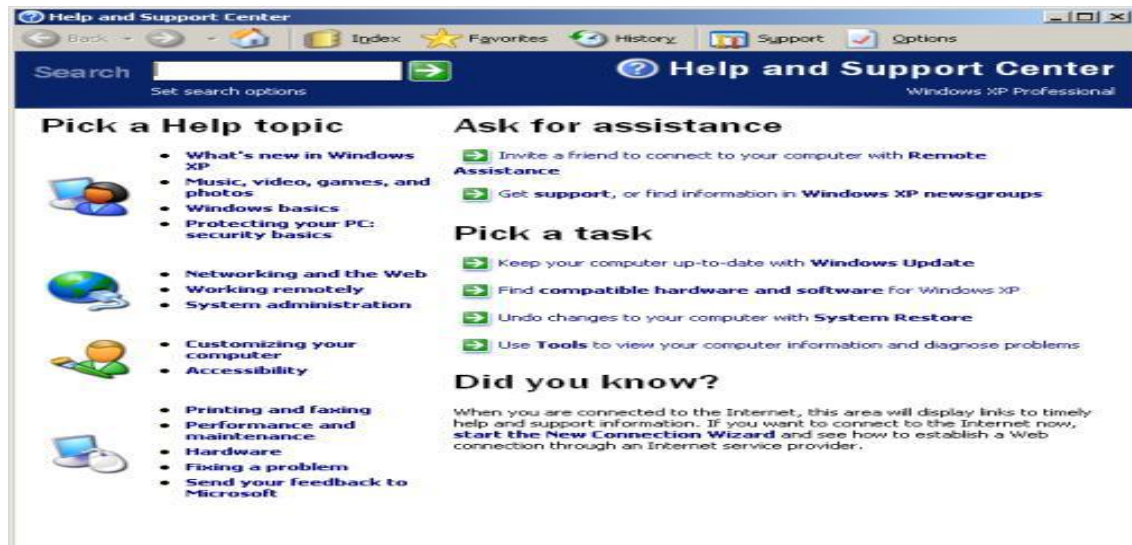 Help and Support Center
Back
Index
Favorites
History
Support
Options
Search
Help and Support Center
Set search options
Windows XP Professional
Pick a Help topic
What's new in Windows
XP
Music, video, games, and
photos
Windows basics
Protecting your PC:
security basics
Networking and the Web
Working remotely
System administration
Customizing your
computer
Accessibility
Printing and faxing
Performance and
maintenance
Hardware
Fixing a problem
Send your feedback to
Microsoft
Ask for assistance
Invite a friend to connect to your computer with Remote
Assistance
Get support, or find information in Windows XP newsgroups
Pick a task
Keep your computer up-to-date with Windows Update
Find compatible hardware and software for Windows XP
Undo changes to your computer with System Restore
Use Tools to view your computer information and diagnose problems
Did you know?
When you are connected to the Internet, this area will display links to timely
help and support information. If you want to connect to the Internet now,
start the New Connection Wizard and see how to establish a Web
connection through an Internet service provider.